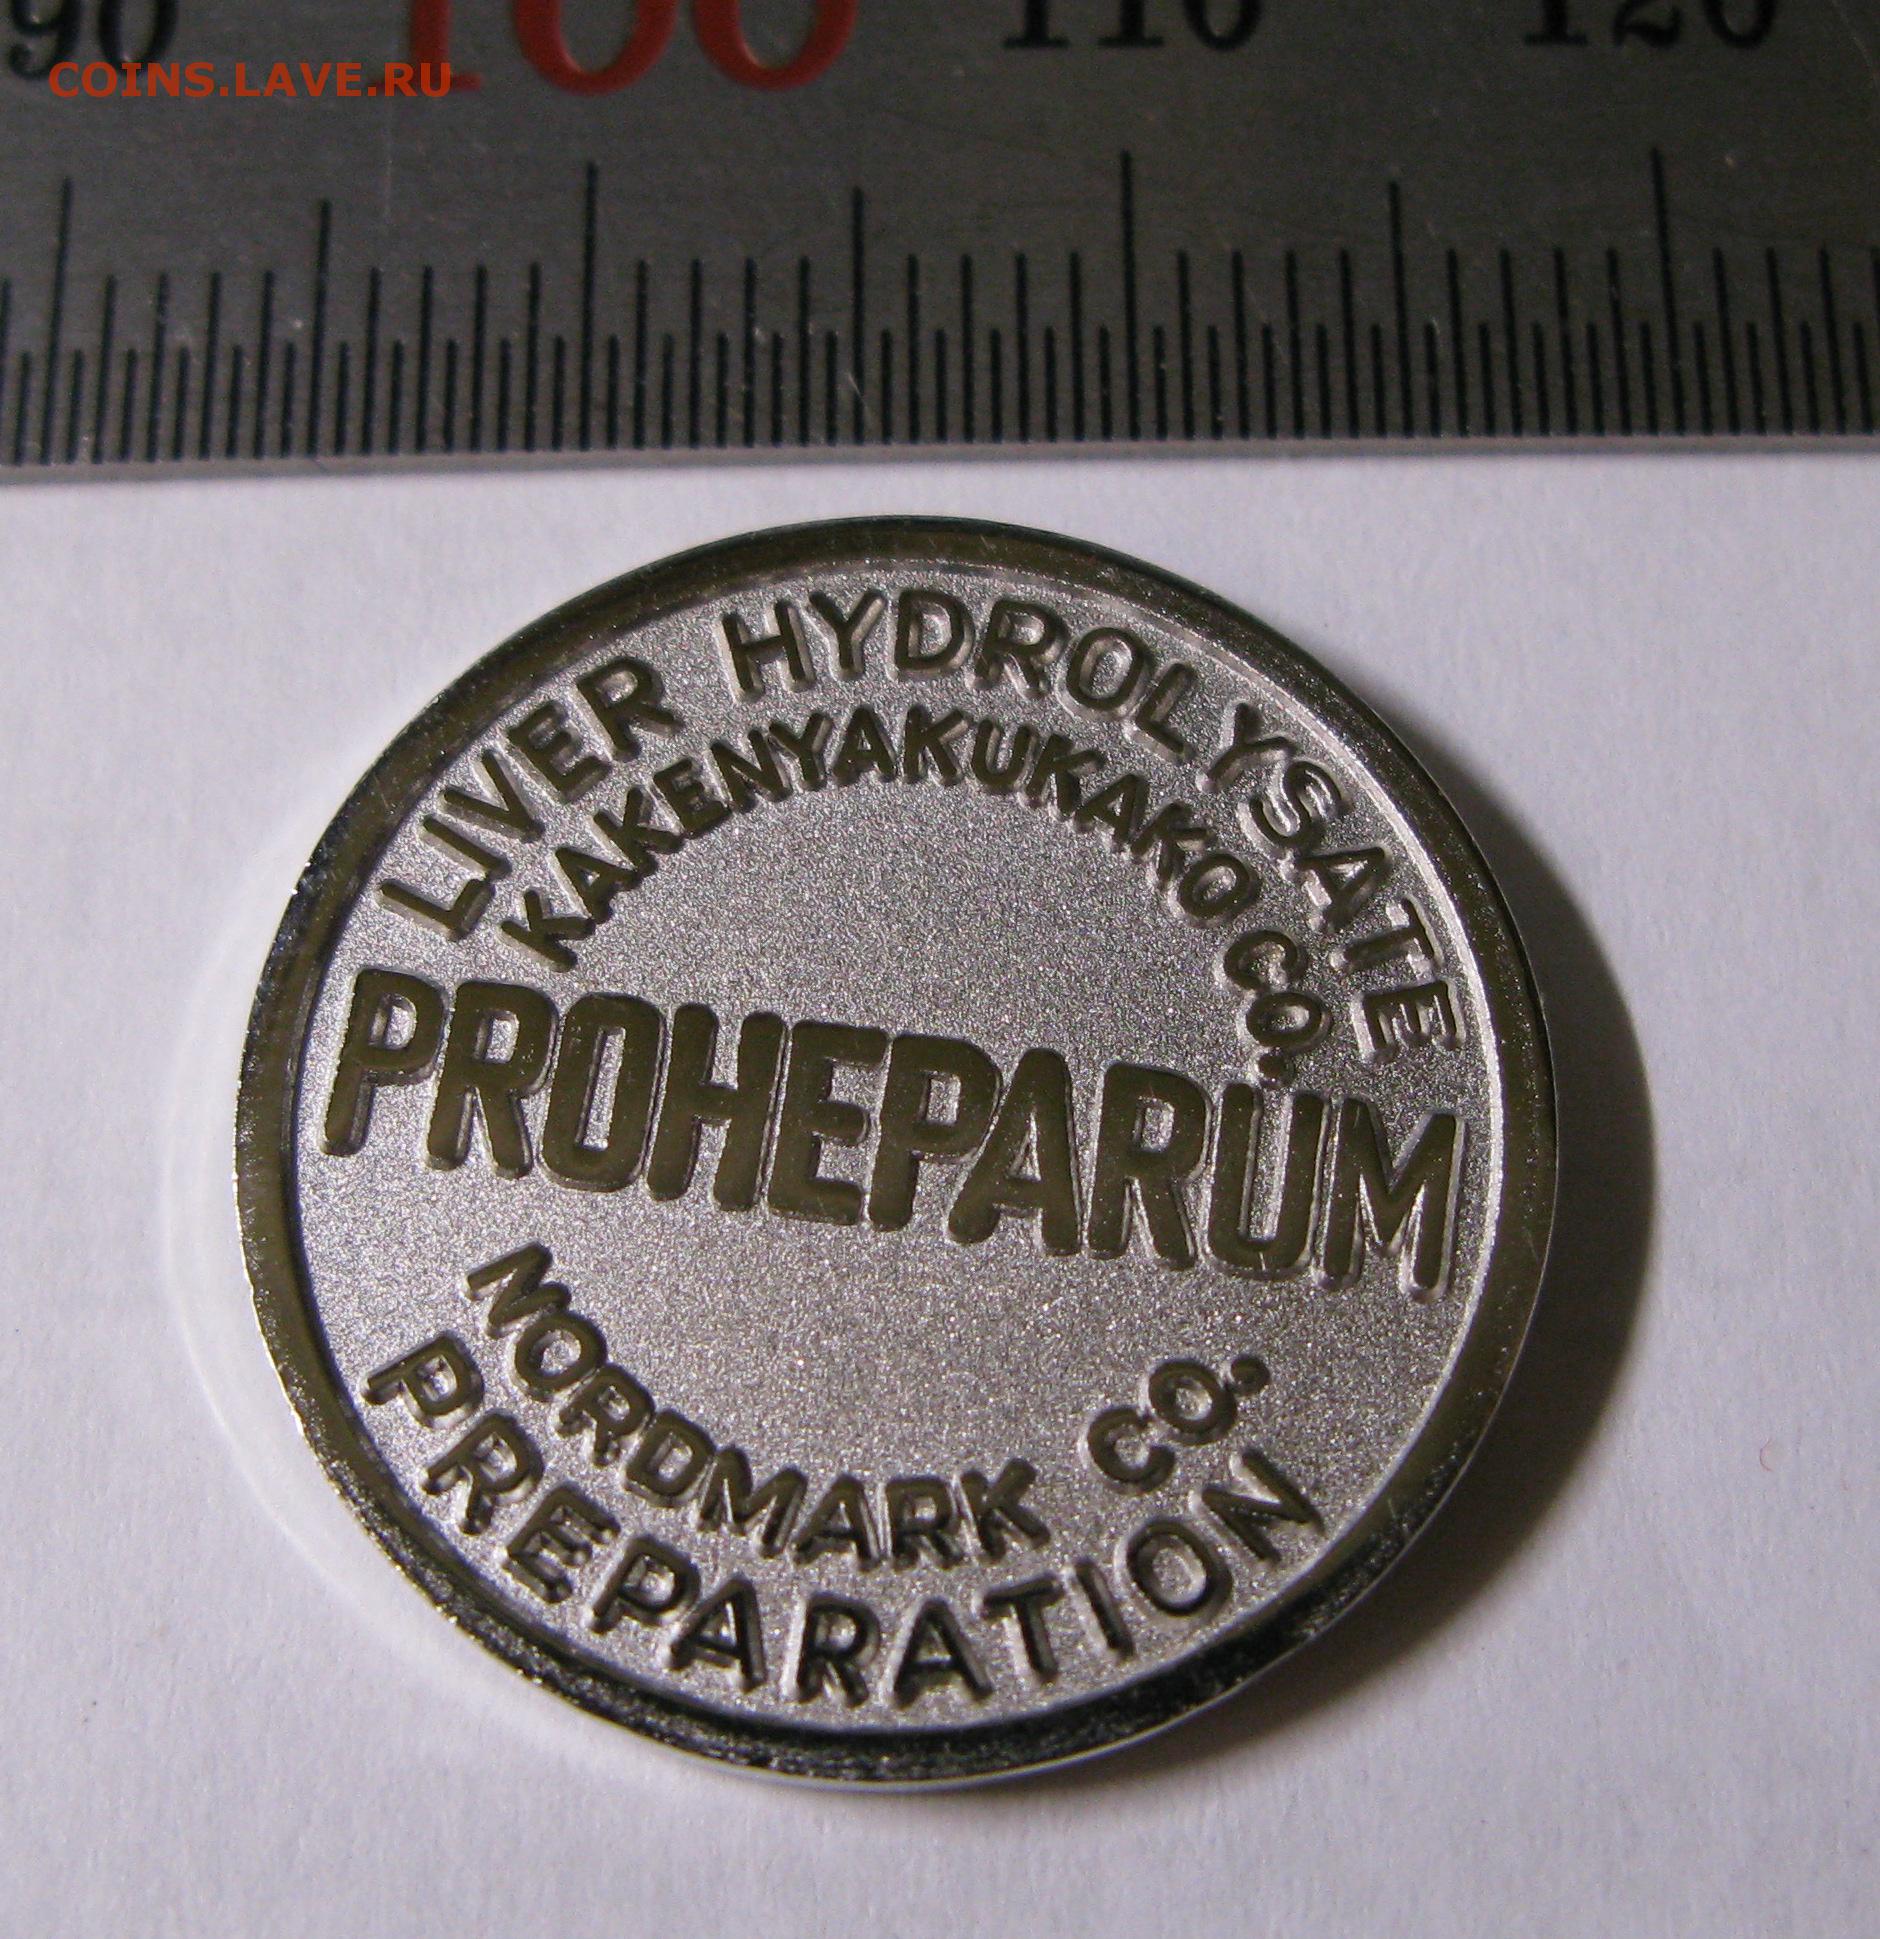 90 100 110 120
COINS.LAVE.RU
LIVER HYDROLYSATE
KAKENYAKUKAKO CO.
PROHEPARUM
NORDMARK CO.
PREPARATION